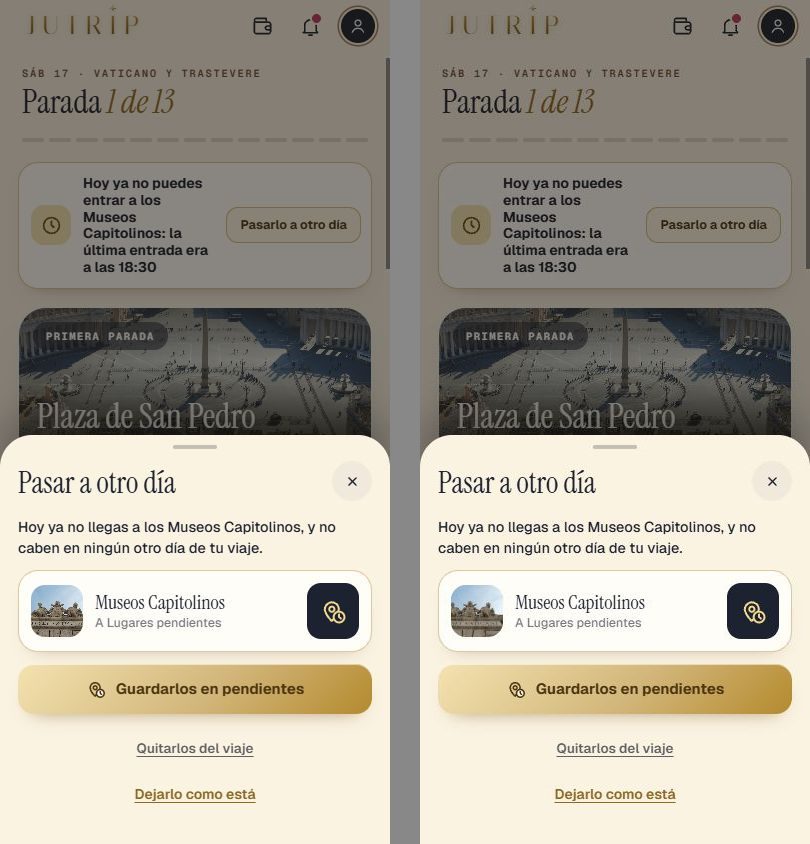 JUTRIP
SÁB 17 · VATICANO Y TRASTEVERE
Parada 1 de 13
Hoy ya no puedes
entrar a los
Museos
Capitolinos: la
última entrada era
a las 18:30
Pasarlo a otro día
PRIMERA PARADA
Plaza de San Pedro
Pasar a otro día
Hoy ya no llegas a los Museos Capitolinos, y no
caben en ningún otro día de tu viaje.
Museos Capitolinos
A Lugares pendientes
Guardarlos en pendientes
Quitarlos del viaje
Dejarlo como está
JUTRIP
SÁB 17 · VATICANO Y TRASTEVERE
Parada 1 de 13
Hoy ya no puedes
entrar a los
Museos
Capitolinos: la
última entrada era
a las 18:30
Pasarlo a otro día
PRIMERA PARADA
Plaza de San Pedro
Pasar a otro día
Hoy ya no llegas a los Museos Capitolinos, y no
caben en ningún otro día de tu viaje.
Museos Capitolinos
A Lugares pendientes
Guardarlos en pendientes
Quitarlos del viaje
Dejarlo como está